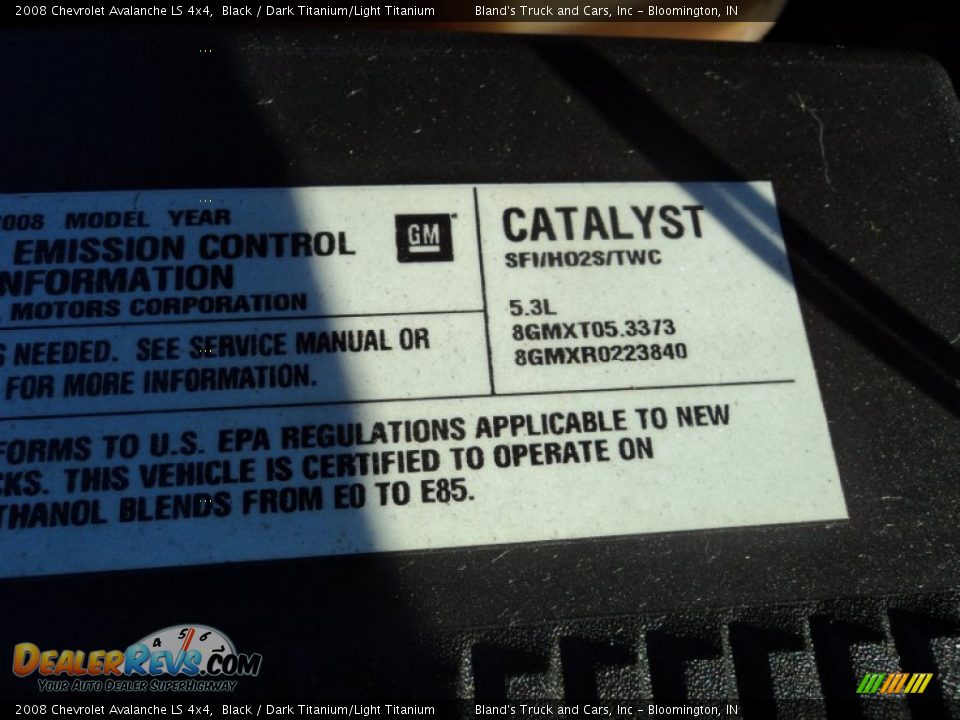 2008 Chevrolet Avalanche LS 4x4, Black / Dark Titanium/Light Titanium Bland's Truck and Cars, Inc - Bloomington, IN
2008 MODEL YEAR
EMISSION CONTROL
INFORMATION
MOTORS CORPORATION
GM
CATALYST
SFI/HO2S/TWC
5.3L
8GMXT05.3373
8GMXR0223840
S NEEDED. SEE SERVICE MANUAL OR
FOR MORE INFORMATION.
FORMS TO U.S. EPA REGULATIONS APPLICABLE TO NEW
CKS. THIS VEHICLE IS CERTIFIED TO OPERATE ON
THANOL BLENDS FROM E0 TO E85.
4 5 6
DEALERREVS.COM
YOUR AUTO DEALER SUPERHIGHWAY
2008 Chevrolet Avalanche LS 4x4, Black / Dark Titanium/Light Titanium Bland's Truck and Cars, Inc - Bloomington, IN